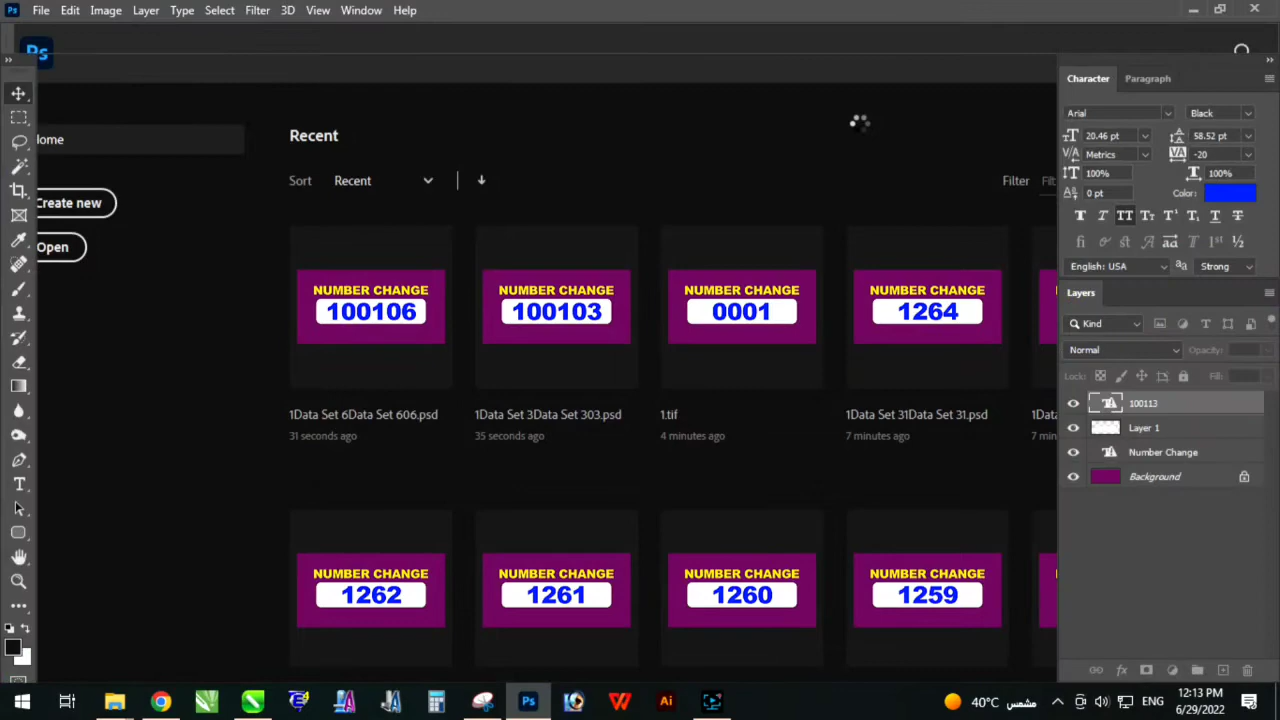 Ps File Edit Image Layer Type Select Filter 3D View Window Help
Ps
Character Paragraph
Home
Create new
Open
Recent
Sort Recent
Filter
Arial Black
20.46 pt 58.52 pt
Metrics -20
100% 100%
0 pt Color:
English: USA Strong
Layers
Kind
Normal Opacity:
Lock: Fill:
100113
Layer 1
Number Change
Background
NUMBER CHANGE
100106
1Data Set 6Data Set 606.psd
31 seconds ago
NUMBER CHANGE
100103
1Data Set 3Data Set 303.psd
35 seconds ago
NUMBER CHANGE
0001
1.tif
4 minutes ago
NUMBER CHANGE
1264
1Data Set 31Data Set 31.psd
7 minutes ago
NUMBER CHANGE
1262
NUMBER CHANGE
1261
NUMBER CHANGE
1260
NUMBER CHANGE
1259
40°C مشمس ENG
12:13 PM
6/29/2022